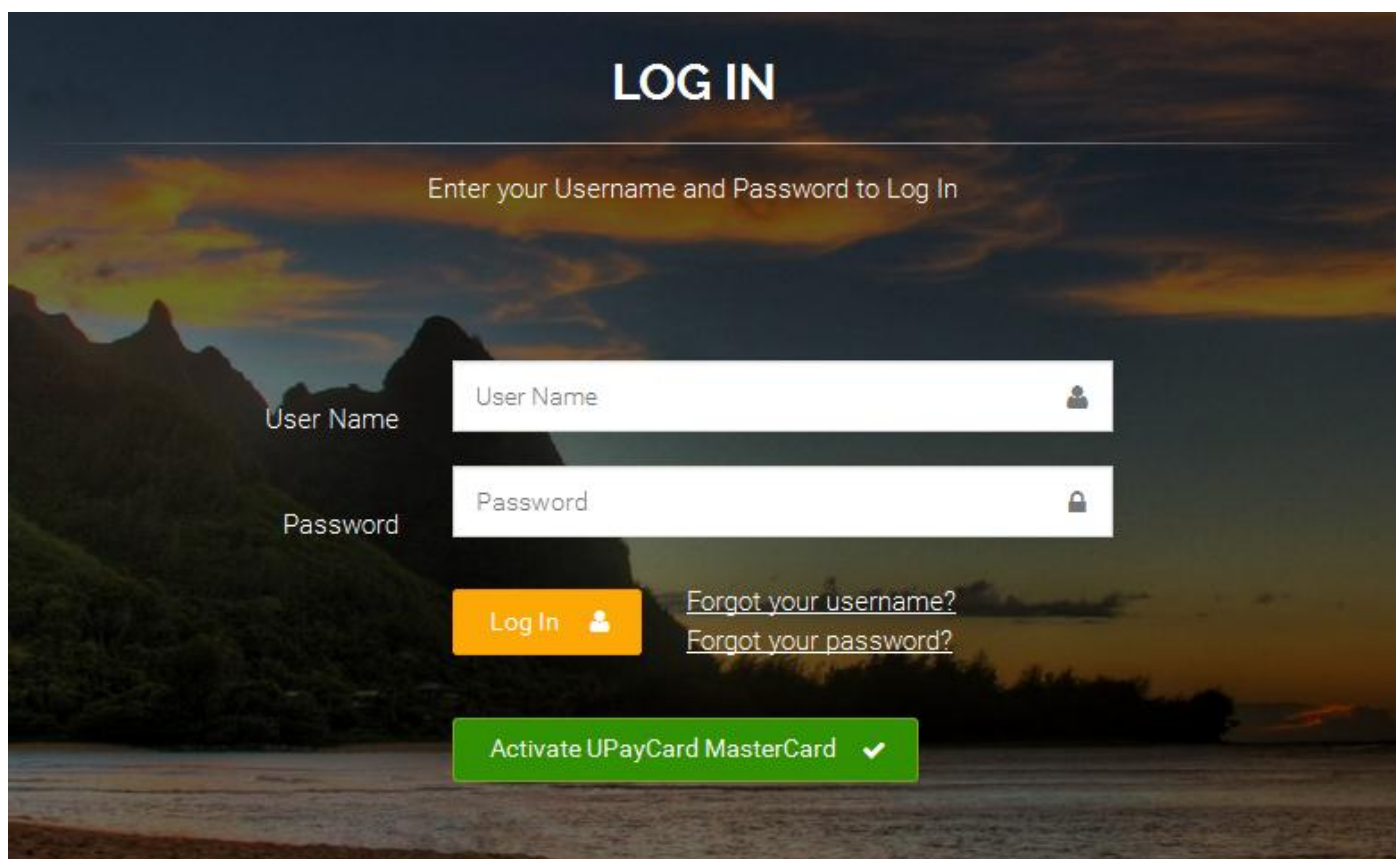 LOG IN
Enter your Username and Password to Log In
User Name
User Name
Password
Password
Log In
Forgot your username?
Forgot your password?
Activate UPayCard MasterCard